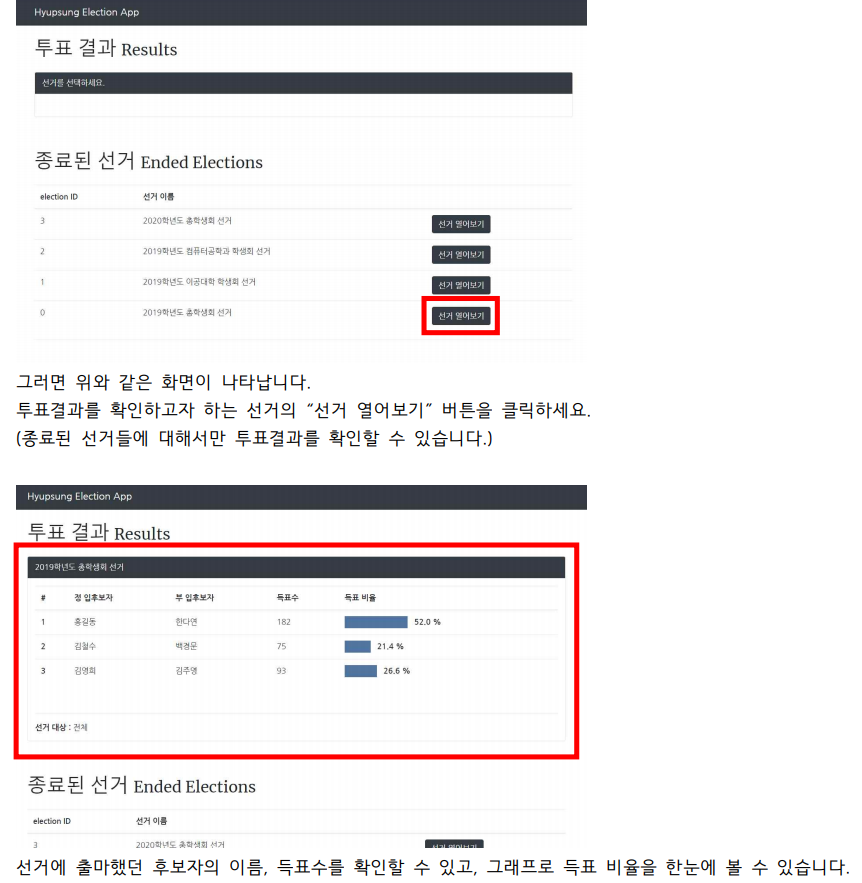 Hyupsung Election App
투표 결과 Results
선거를 선택하세요.
종료된 선거 Ended Elections
election ID 선거 이름
3 2020학년도 총학생회 선거 선거 열어보기
2 2019학년도 컴퓨터공학과 학생회 선거 선거 열어보기
1 2019학년도 이공대학 학생회 선거 선거 열어보기
0 2019학년도 총학생회 선거 선거 열어보기
그러면 위와 같은 화면이 나타납니다.
투표결과를 확인하고자 하는 선거의 “선거 열어보기” 버튼을 클릭하세요.
(종료된 선거들에 대해서만 투표결과를 확인할 수 있습니다.)
Hyupsung Election App
투표 결과 Results
2019학년도 총학생회 선거
# 정 입후보자 부 입후보자 득표수 득표 비율
1 홍길동 한다연 182 52.0 %
2 김철수 백경문 75 21.4 %
3 김영희 김주영 93 26.6 %
선거 대상 : 전체
종료된 선거 Ended Elections
election ID 선거 이름
3 2020학년도 총학생회 선거 선거 열어보기
선거에 출마했던 후보자의 이름, 득표수를 확인할 수 있고, 그래프로 득표 비율을 한눈에 볼 수 있습니다.